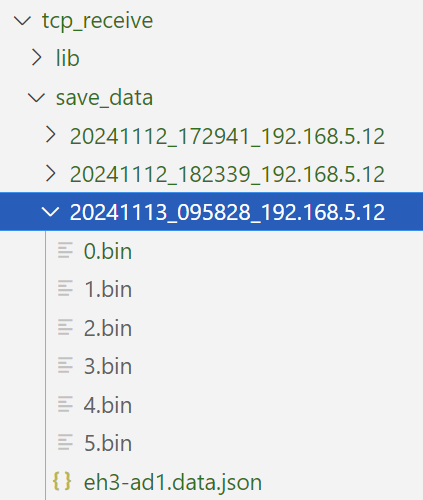 tcp_receive
lib
save_data
20241112_172941_192.168.5.12
20241112_182339_192.168.5.12
20241113_095828_192.168.5.12
0.bin
1.bin
2.bin
3.bin
4.bin
5.bin
{} eh3-ad1.data.json